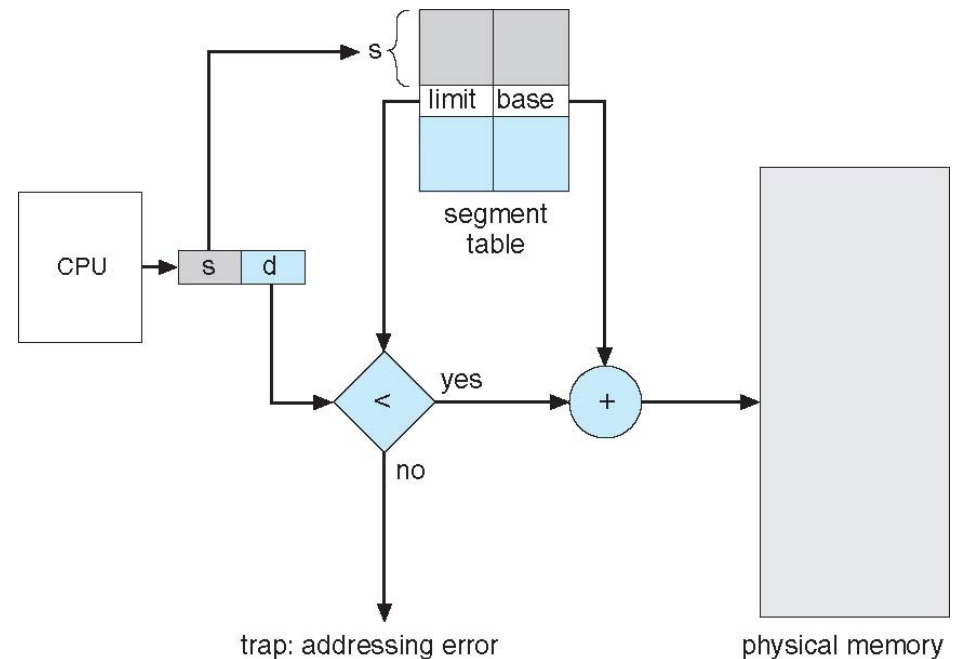 s
limit base
segment
table
CPU
s d
<
yes
+
no
trap: addressing error
physical memory